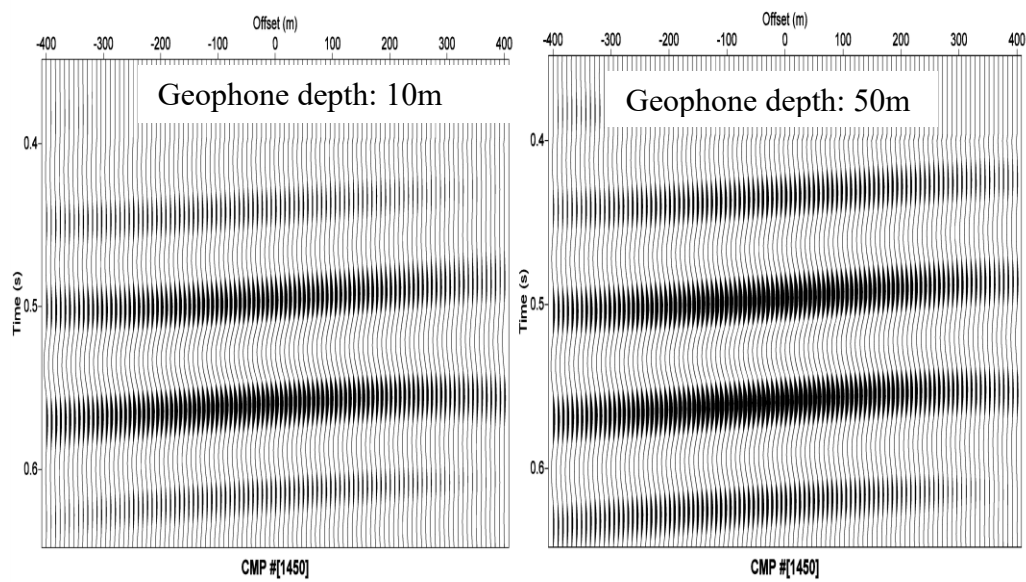 Offset (m)
-400 -300 -200 -100 0 100 200 300 400
Geophone depth: 10m
0.4
0.5
0.6
Time (s)
CMP #[1450]
Offset (m)
-400 -300 -200 -100 0 100 200 300 400
Geophone depth: 50m
0.4
0.5
0.6
Time (s)
CMP #[1450]